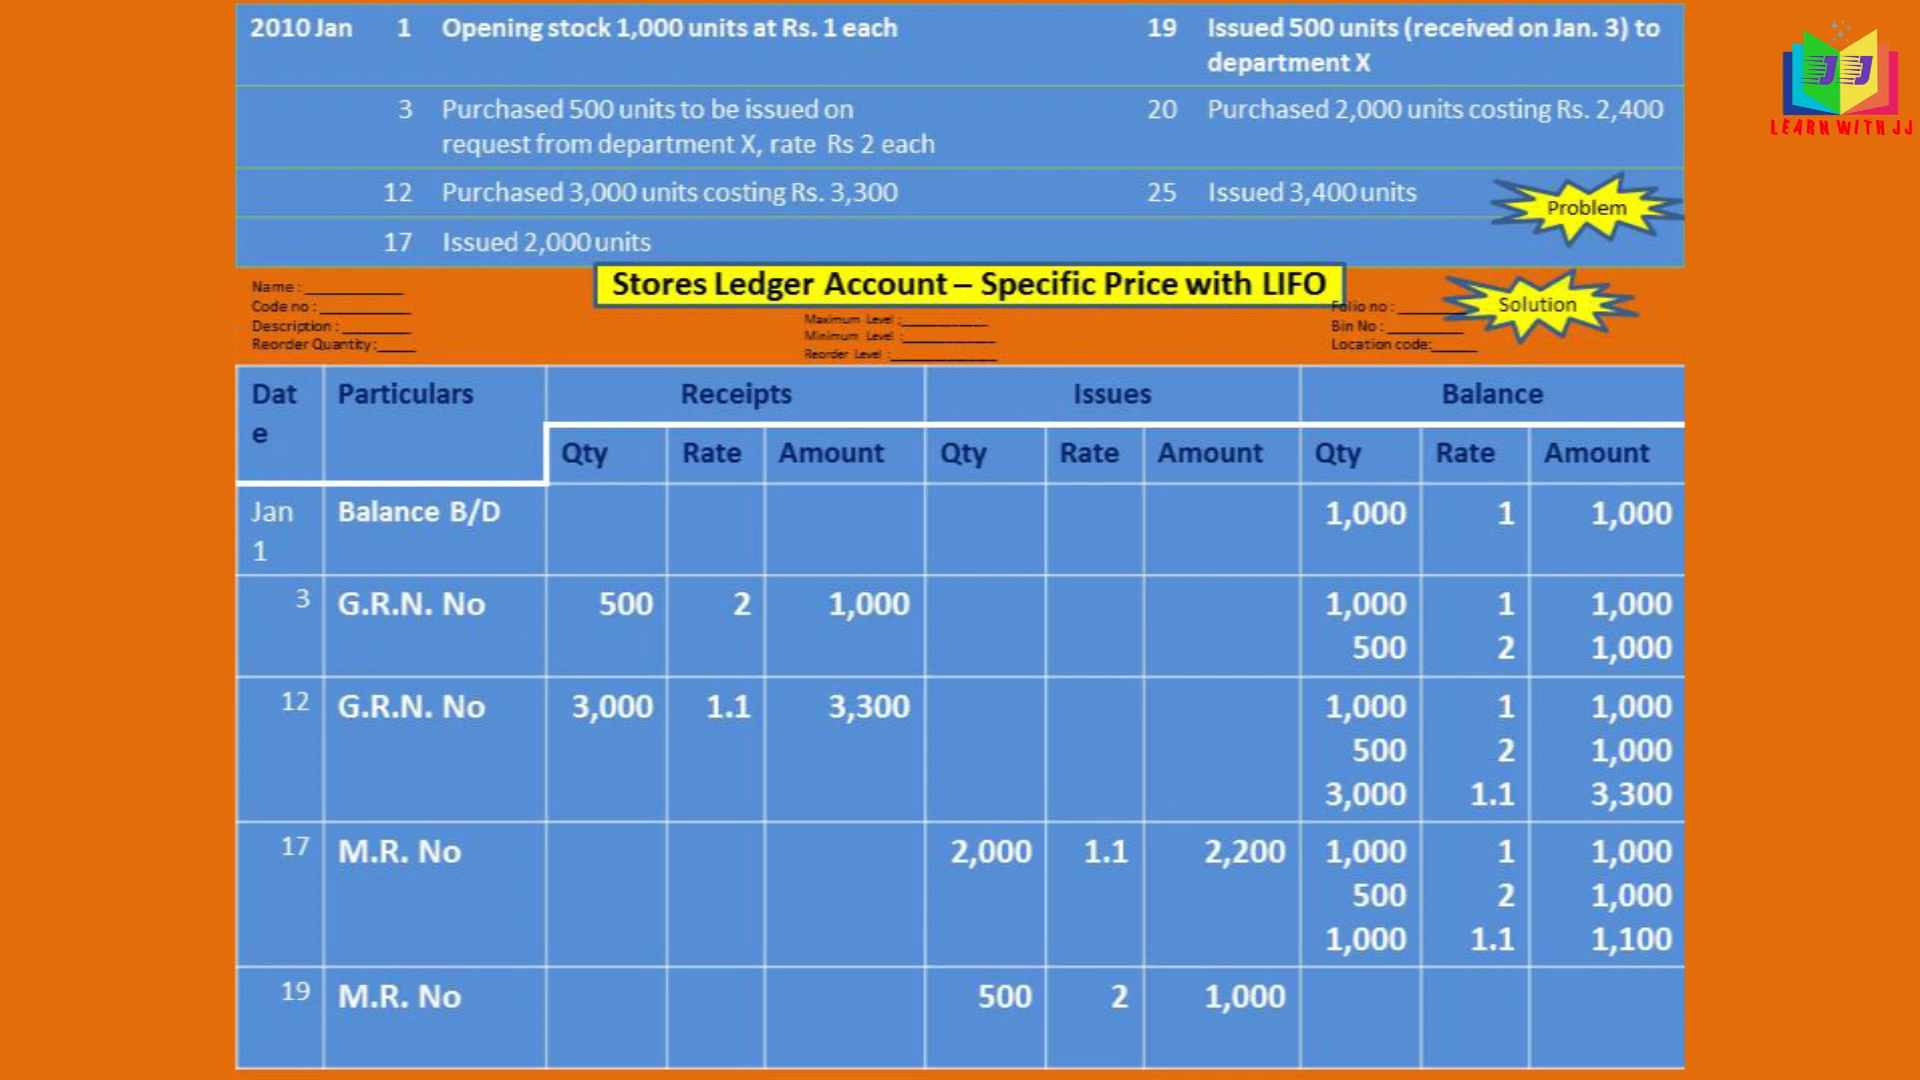 2010 Jan 1 Opening stock 1,000 units at Rs. 1 each 19 Issued 500 units (received on Jan. 3) to
department X
3 Purchased 500 units to be issued on 20 Purchased 2,000 units costing Rs. 2,400
request from department X, rate Rs 2 each
12 Purchased 3,000 units costing Rs. 3,300 25 Issued 3,400 units
Problem
17 Issued 2,000 units
LEARN WITH JJ
Stores Ledger Account – Specific Price with LIFO
Solution
Name :
Code no :
Description :
Reorder Quantity:
Maximum Level :
Minimum Level :
Reorder Level :
Folio no :
Bin No :
Location code:
Dat Particulars Receipts Issues Balance
e
Qty Rate Amount Qty Rate Amount Qty Rate Amount
Jan Balance B/D 1,000 1 1,000
1
3 G.R.N. No 500 2 1,000 1,000 1 1,000
500 2 1,000
12 G.R.N. No 3,000 1.1 3,300 1,000 1 1,000
500 2 1,000
3,000 1.1 3,300
17 M.R. No 2,000 1.1 2,200 1,000 1 1,000
500 2 1,000
1,000 1.1 1,100
19 M.R. No 500 2 1,000